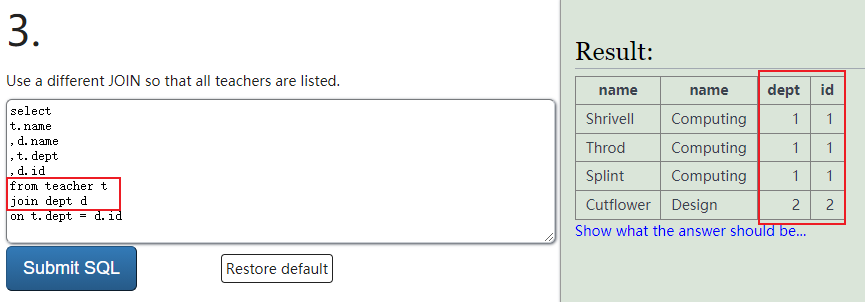 3.
Use a different JOIN so that all teachers are listed.
select
t.name
,d.name
,t.dept
,d.id
from teacher t
join dept d
on t.dept = d.id
Submit SQL
Restore default
Result:
name name dept id
Shrivell Computing 1 1
Throd Computing 1 1
Splint Computing 1 1
Cutflower Design 2 2
Show what the answer should be...